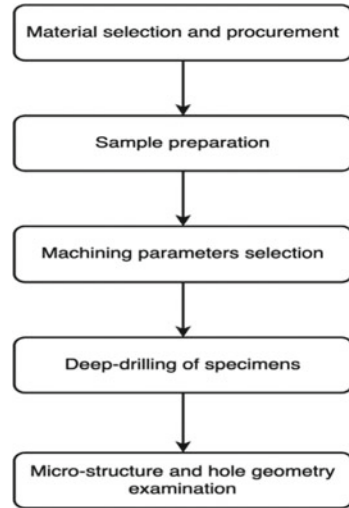 Material selection and procurement
Sample preparation
Machining parameters selection
Deep-drilling of specimens
Micro-structure and hole geometry
examination